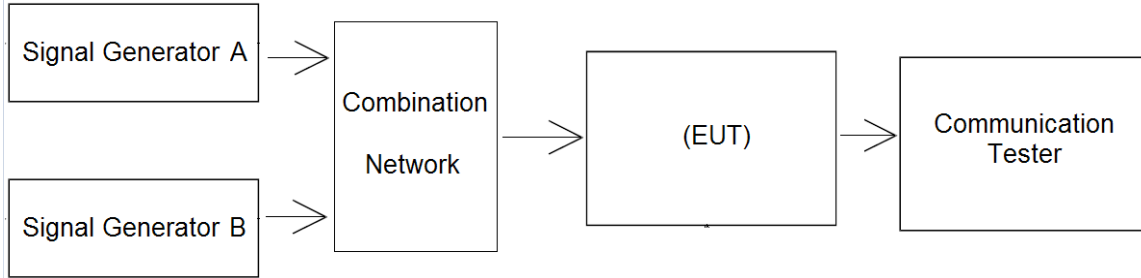 Signal Generator A
Combination
Network
(EUT)
Communication
Tester
Signal Generator B